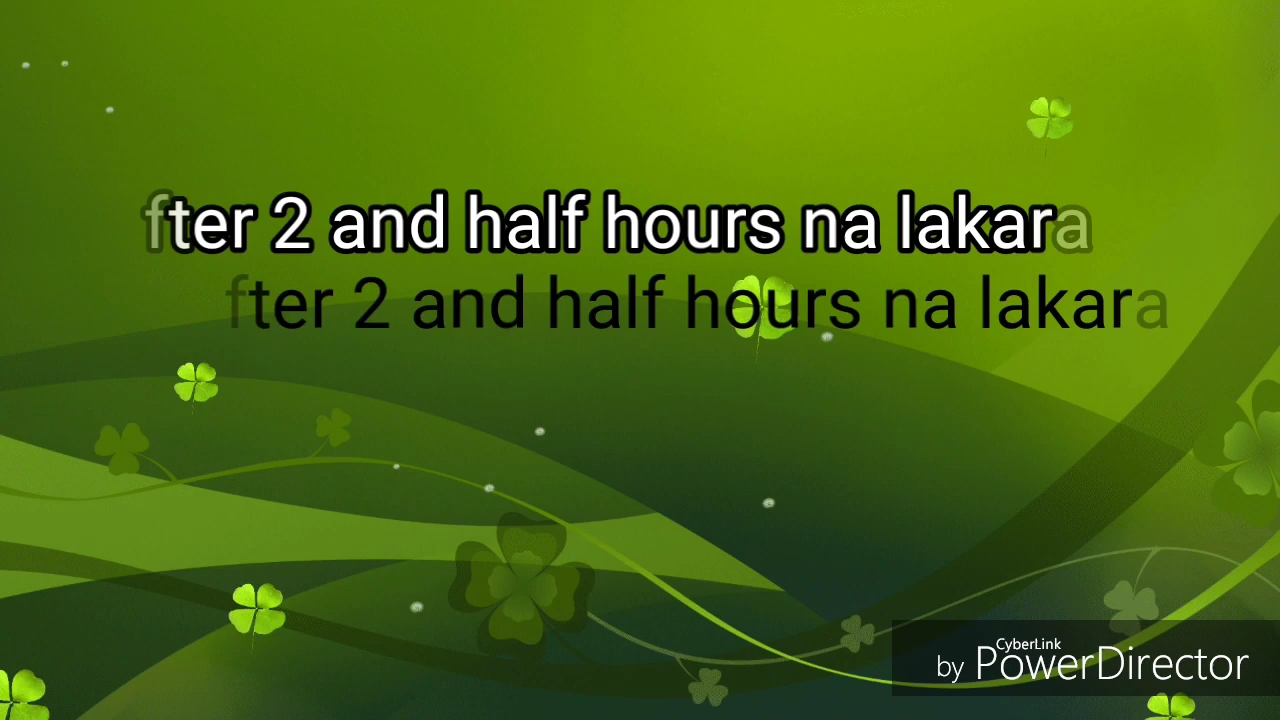 fter 2 and half hours na lakara
fter 2 and half hours na lakara
CyberLink
by PowerDirector